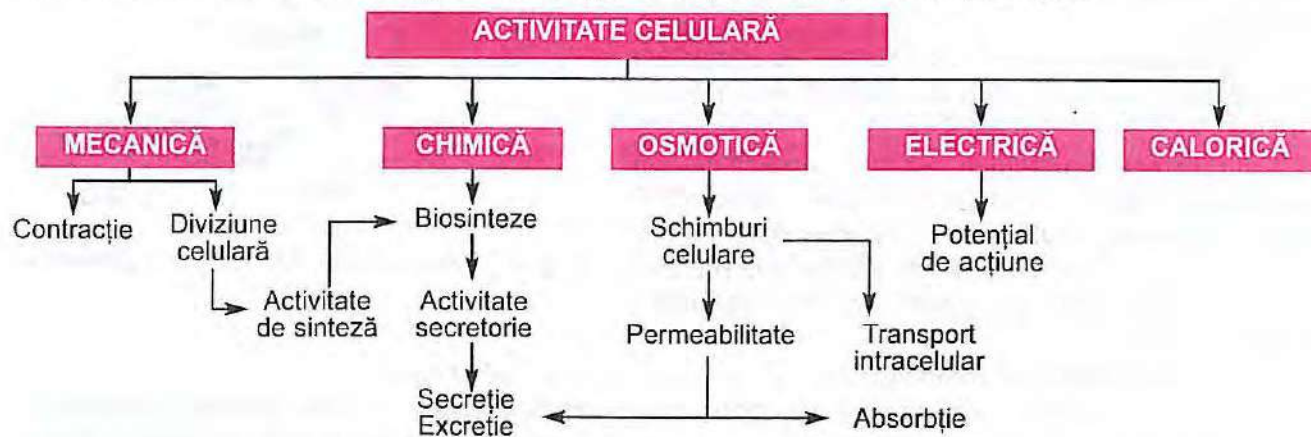 ACTIVITATE CELULARĂ
MECANICĂ
CHIMICĂ
OSMOTICĂ
ELECTRICĂ
CALORICĂ
Contracție
Diviziune
celulară
Biosinteze
Schimburi
celulare
Potențial
de acțiune
Activitate
de sinteză
Activitate
secretorie
Permeabilitate
Transport
intracelular
Secreție
Excreție
Absorbție